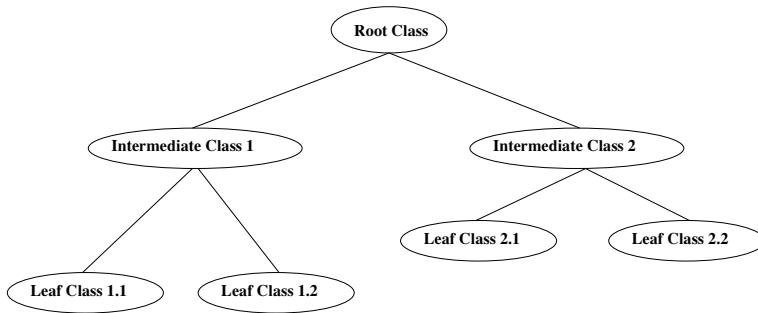 Root Class
Intermediate Class 1
Intermediate Class 2
Leaf Class 2.1
Leaf Class 2.2
Leaf Class 1.1
Leaf Class 1.2